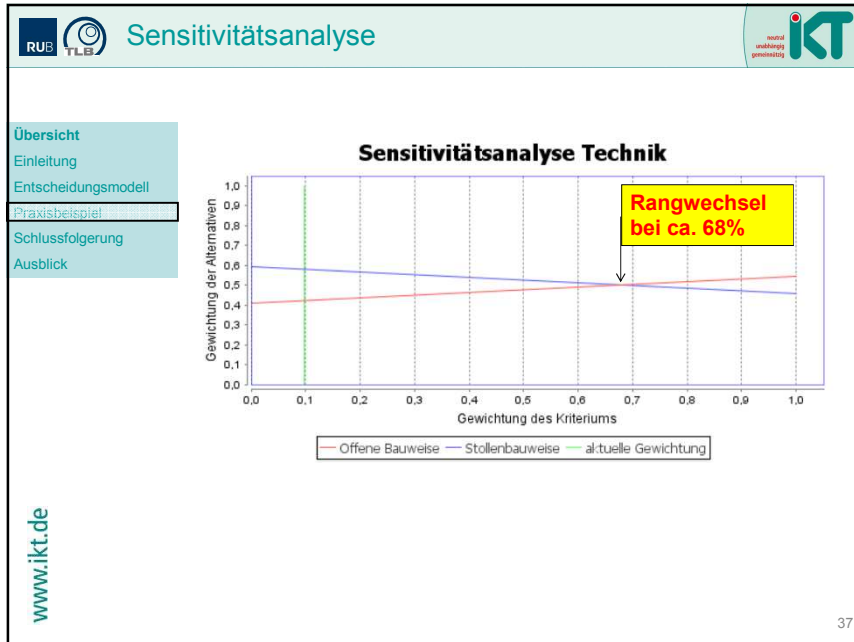 RUB
TLB
Sensitivitätsanalyse
neutral
unabhängig
gemeinnützig
iKT
Übersicht
Einleitung
Entscheidungsmodell
Praxisbeispiel
Schlussfolgerung
Ausblick
Sensitivitätsanalyse Technik
Gewichtung der Alternativen
1,0
0,9
0,8
0,7
0,6
0,5
0,4
0,3
0,2
0,1
0,0
Rangwechsel
bei ca. 68%
0,0 0,1 0,2 0,3 0,4 0,5 0,6 0,7 0,8 0,9 1,0
Gewichtung des Kriteriums
Offene Bauweise Stollenbauweise aktuelle Gewichtung
www.ikt.de
37